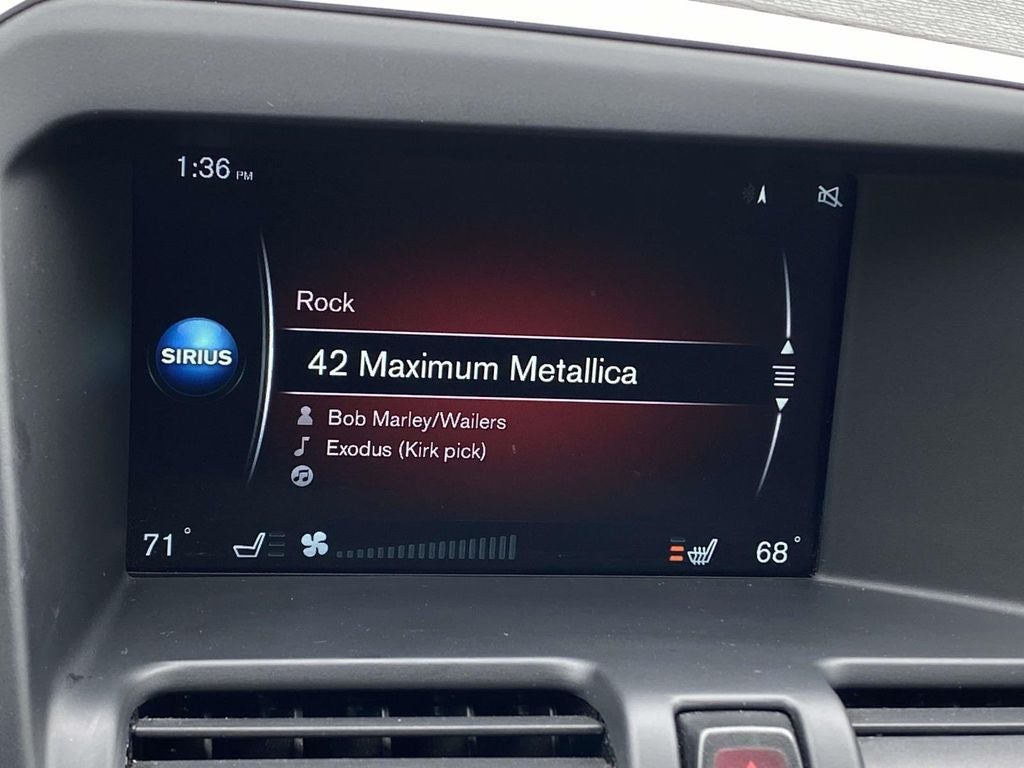 1:36 PM
Rock
SIRIUS
42 Maximum Metallica
Bob Marley/Wailers
Exodus (Kirk pick)
71°
68°